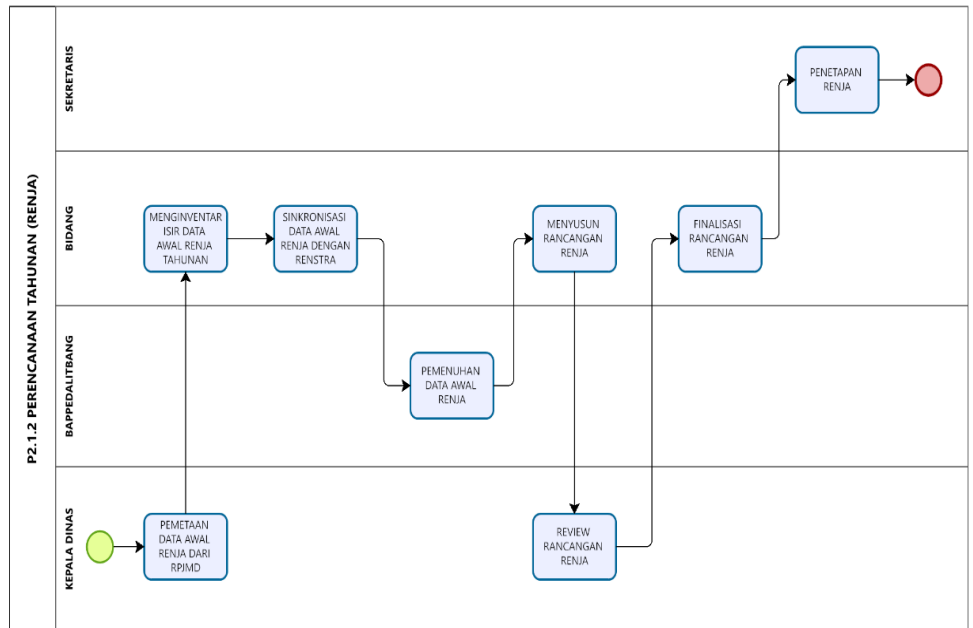 P2.1.2 PERENCANAAN TAHUNAN (RENJA)
SEKRETARIS
PENETAPAN
RENJA
BIDANG
MENGINVENTAR
ISIR DATA
AWAL RENJA
TAHUNAN
SINKRONISASI
DATA AWAL
RENJA DENGAN
RENSTRA
MENYUSUN
RANCANGAN
RENJA
FINALISASI
RANCANGAN
RENJA
BAPPEDALITBANG
PEMENUHAN
DATA AWAL
RENJA
KEPALA DINAS
PEMETAAN
DATA AWAL
RENJA DARI
RPJMD
REVIEW
RANCANGAN
RENJA